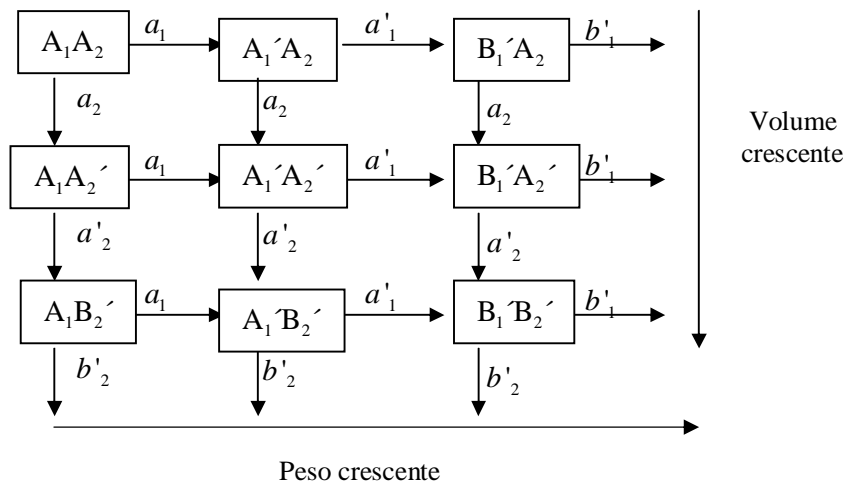 A₁A₂ a₁ A₁´A₂ a'₁ B₁´A₂ b'₁
a₂ a₂ a₂
Volume
crescente
A₁A₂´ a₁ A₁´A₂´ a'₁ B₁´A₂´ b'₁
a'₂ a'₂ a'₂
A₁B₂´ a₁ A₁´B₂´ a'₁ B₁´B₂´ b'₁
b'₂ b'₂ b'₂
Peso crescente